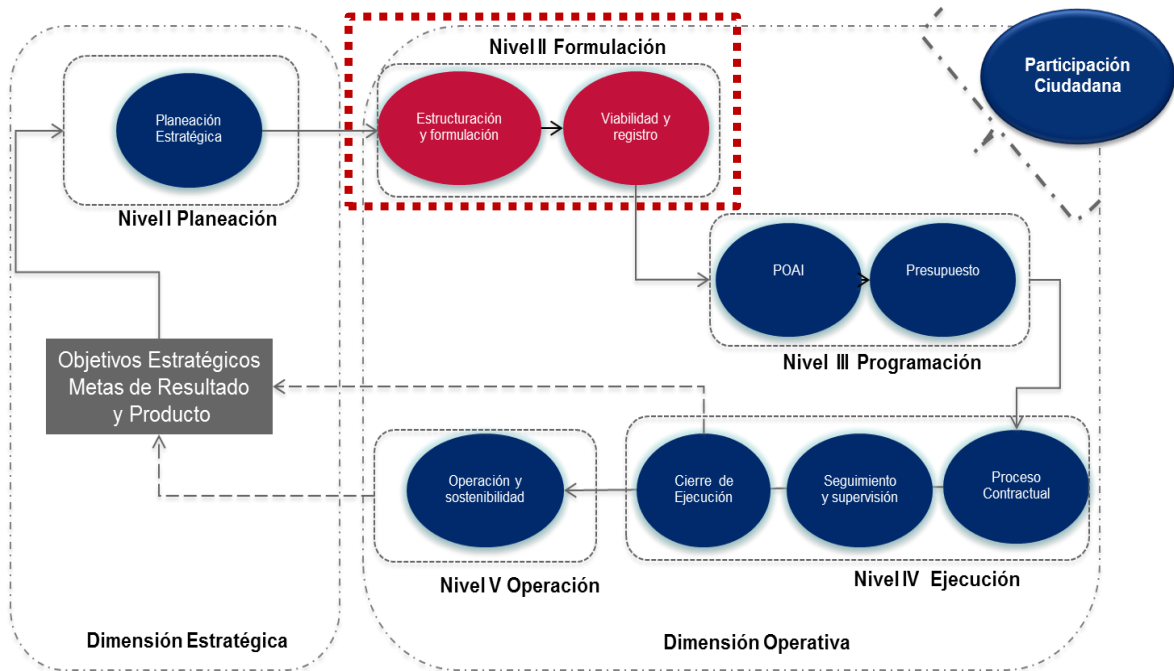 Nivel II Formulación
Participación
Ciudadana
Planeación
Estratégica
Estructuración
y formulación
Viabilidad y
registro
Nivel I Planeación
POAI
Presupuesto
Nivel III Programación
Objetivos Estratégicos
Metas de Resultado
y Producto
Operación y
sostenibilidad
Cierre de
Ejecución
Seguimiento
y supervisión
Proceso
Contractual
Nivel V Operación
Nivel IV Ejecución
Dimensión Estratégica
Dimensión Operativa